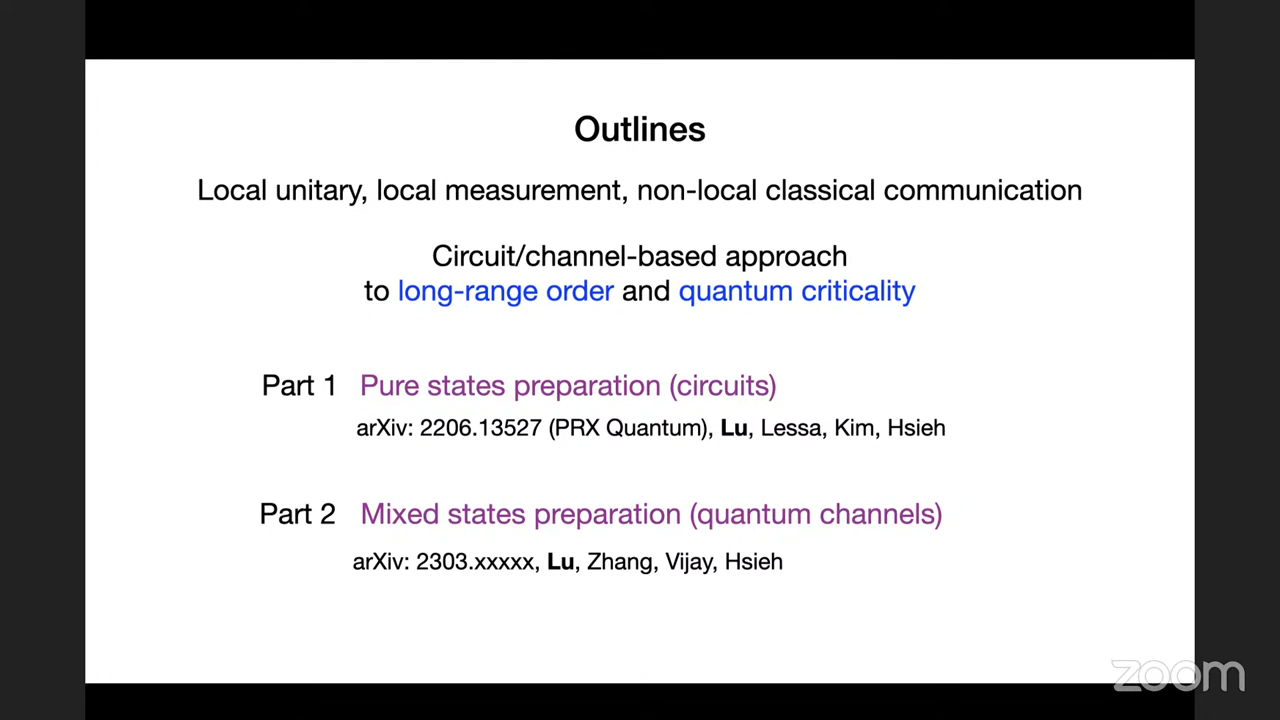 Outlines
Local unitary, local measurement, non-local classical communication
Circuit/channel-based approach
to long-range order and quantum criticality
Part 1 Pure states preparation (circuits)
arXiv: 2206.13527 (PRX Quantum), Lu, Lessa, Kim, Hsieh
Part 2 Mixed states preparation (quantum channels)
arXiv: 2303.xxxxx, Lu, Zhang, Vijay, Hsieh
zoom